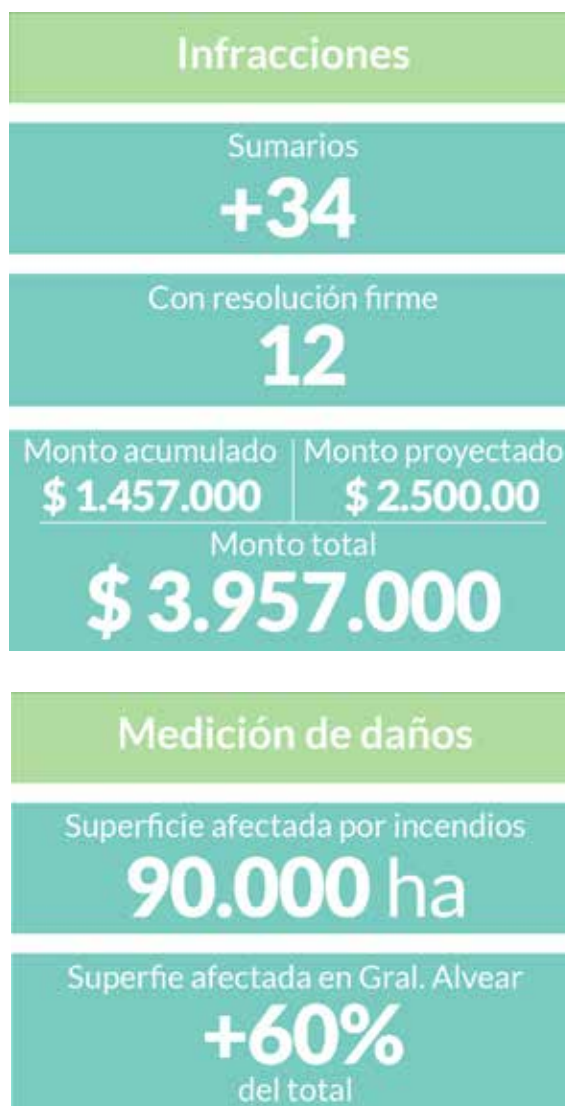 Infracciones
Sumarios
+34
Con resolución firme
12
Monto acumulado
$ 1.457.000
Monto proyectado
$ 2.500.00
Monto total
$ 3.957.000
Medición de daños
Superficie afectada por incendios
90.000 ha
Superfie afectada en Gral. Alvear
+60%
del total